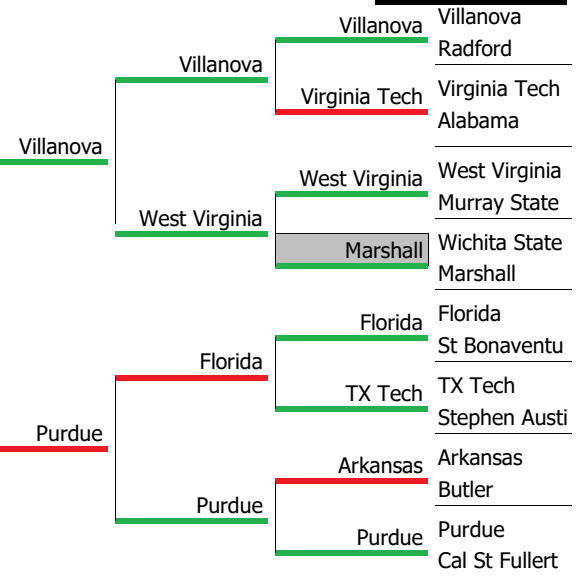 Villanova
Radford
Virginia Tech
Alabama
West Virginia
Murray State
Wichita State
Marshall
Florida
St Bonaventu
TX Tech
Stephen Austi
Arkansas
Butler
Purdue
Cal St Fullert
Villanova
Virginia Tech
West Virginia
Marshall
Florida
TX Tech
Arkansas
Purdue
Villanova
West Virginia
Florida
Purdue
Villanova
Purdue